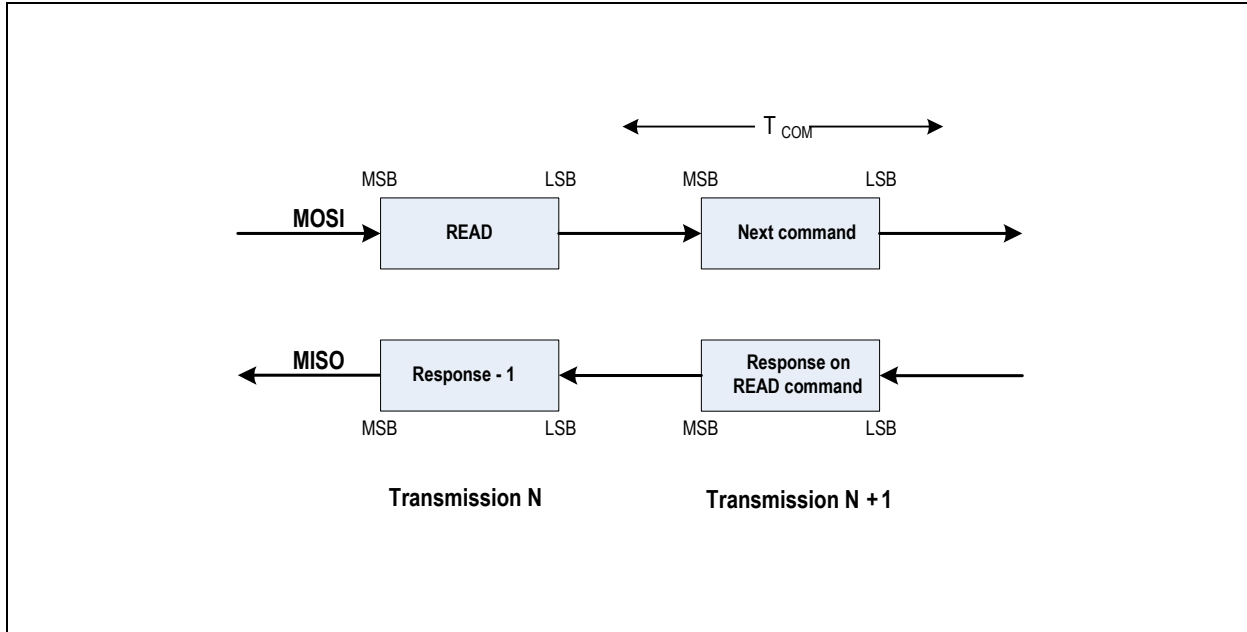 T COM
MSB LSB MSB LSB
MOSI READ Next command
MISO Response - 1 Response on
READ command
MSB LSB MSB LSB
Transmission N Transmission N + 1